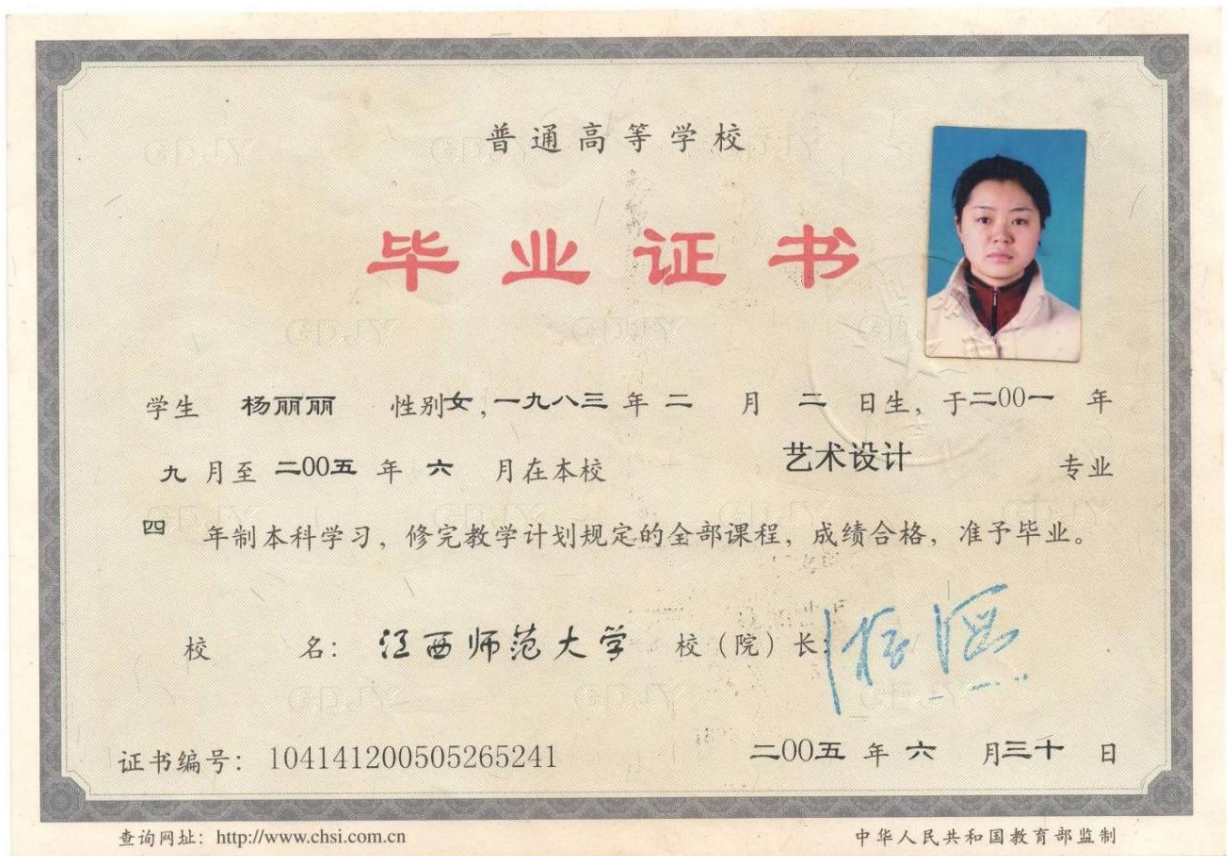 普通高等学校
毕业证书
学生 杨丽丽 性别女,一九八三年二月二日生,于二00一年
九月至二00五年六月在本校 艺术设计 专业
四年制本科学习,修完教学计划规定的全部课程,成绩合格,准予毕业。
校名:江西师范大学 校(院)长:
证书编号:104141200505265241 二00五年六月三十日
查询网址:http://www.chsi.com.cn 中华人民共和国教育部监制